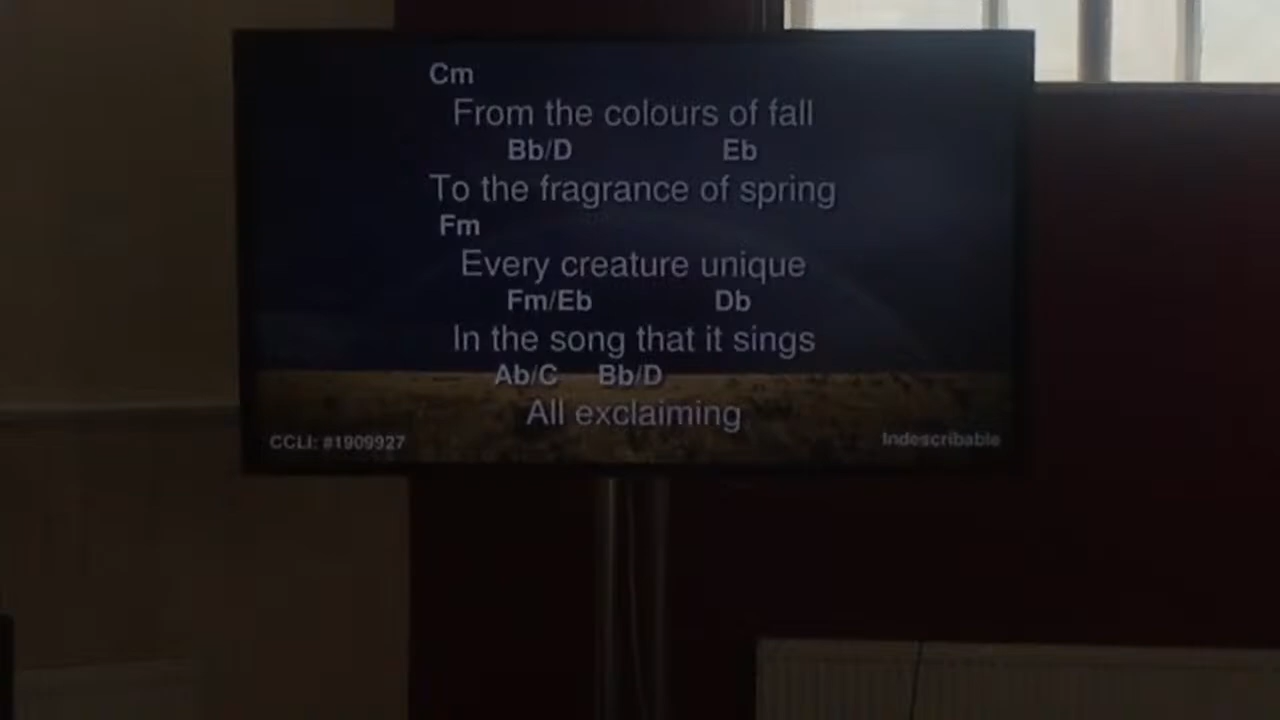 Cm
From the colours of fall
Bb/D Eb
To the fragrance of spring
Fm
Every creature unique
Fm/Eb Db
In the song that it sings
Ab/C Bb/D
All exclaiming
CCLI: #1909927 Indescribable